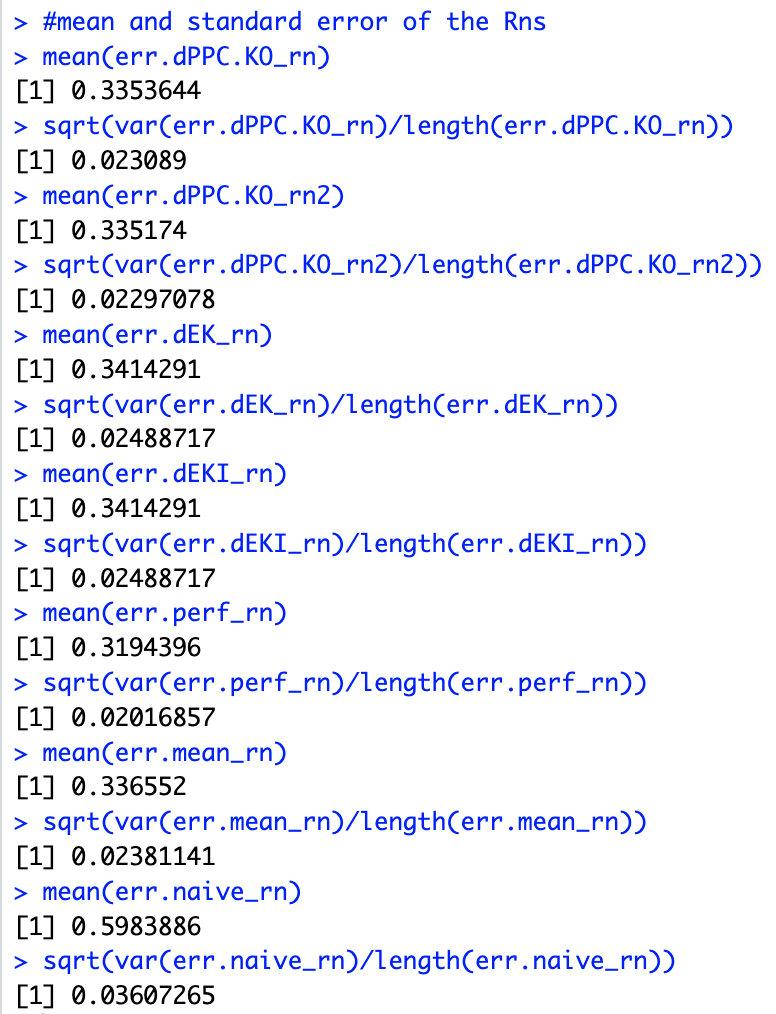 > #mean and standard error of the Rns
> mean(err.dPPC.KO_rn)
[1] 0.3353644
> sqrt(var(err.dPPC.KO_rn)/length(err.dPPC.KO_rn))
[1] 0.023089
> mean(err.dPPC.KO_rn2)
[1] 0.335174
> sqrt(var(err.dPPC.KO_rn2)/length(err.dPPC.KO_rn2))
[1] 0.02297078
> mean(err.dEK_rn)
[1] 0.3414291
> sqrt(var(err.dEK_rn)/length(err.dEK_rn))
[1] 0.02488717
> mean(err.dEKI_rn)
[1] 0.3414291
> sqrt(var(err.dEKI_rn)/length(err.dEKI_rn))
[1] 0.02488717
> mean(err.perf_rn)
[1] 0.3194396
> sqrt(var(err.perf_rn)/length(err.perf_rn))
[1] 0.02016857
> mean(err.mean_rn)
[1] 0.336552
> sqrt(var(err.mean_rn)/length(err.mean_rn))
[1] 0.02381141
> mean(err.naive_rn)
[1] 0.5983886
> sqrt(var(err.naive_rn)/length(err.naive_rn))
[1] 0.03607265